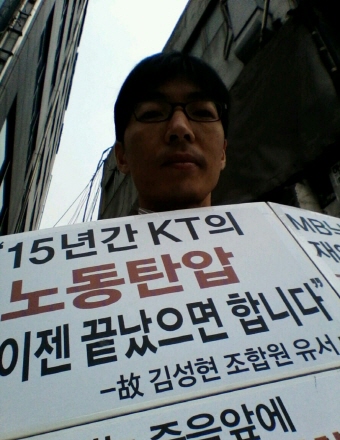 "15년간 KT의
노동탄압
이젠 끝났으면 합니다"
-故 김성현 조합원 유서
죽음앞에
MB